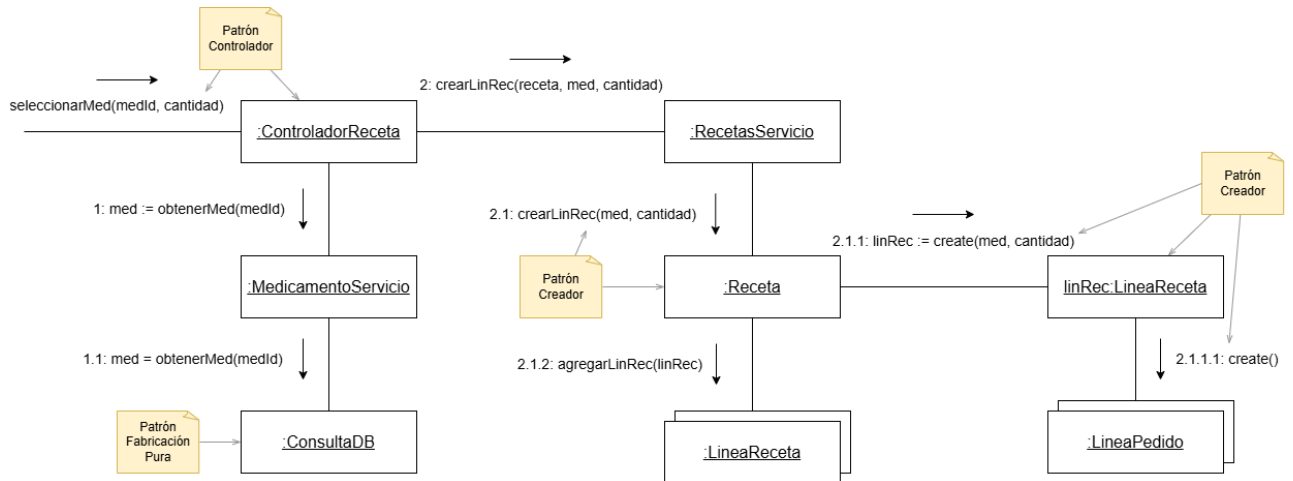 Patrón
Controlador
seleccionarMed(medId, cantidad)
2: crearLinRec(receta, med, cantidad)
:ControladorReceta
:RecetasServicio
Patrón
Creador
1: med := obtenerMed(medId)
2.1: crearLinRec(med, cantidad)
2.1.1: linRec := create(med, cantidad)
:MedicamentoServicio
Patrón
Creador
:Receta
linRec:LineaReceta
1.1: med = obtenerMed(medId)
2.1.2: agregarLinRec(linRec)
2.1.1.1: create()
Patrón
Fabricación
Pura
:ConsultaDB
:LineaReceta
:LineaPedido